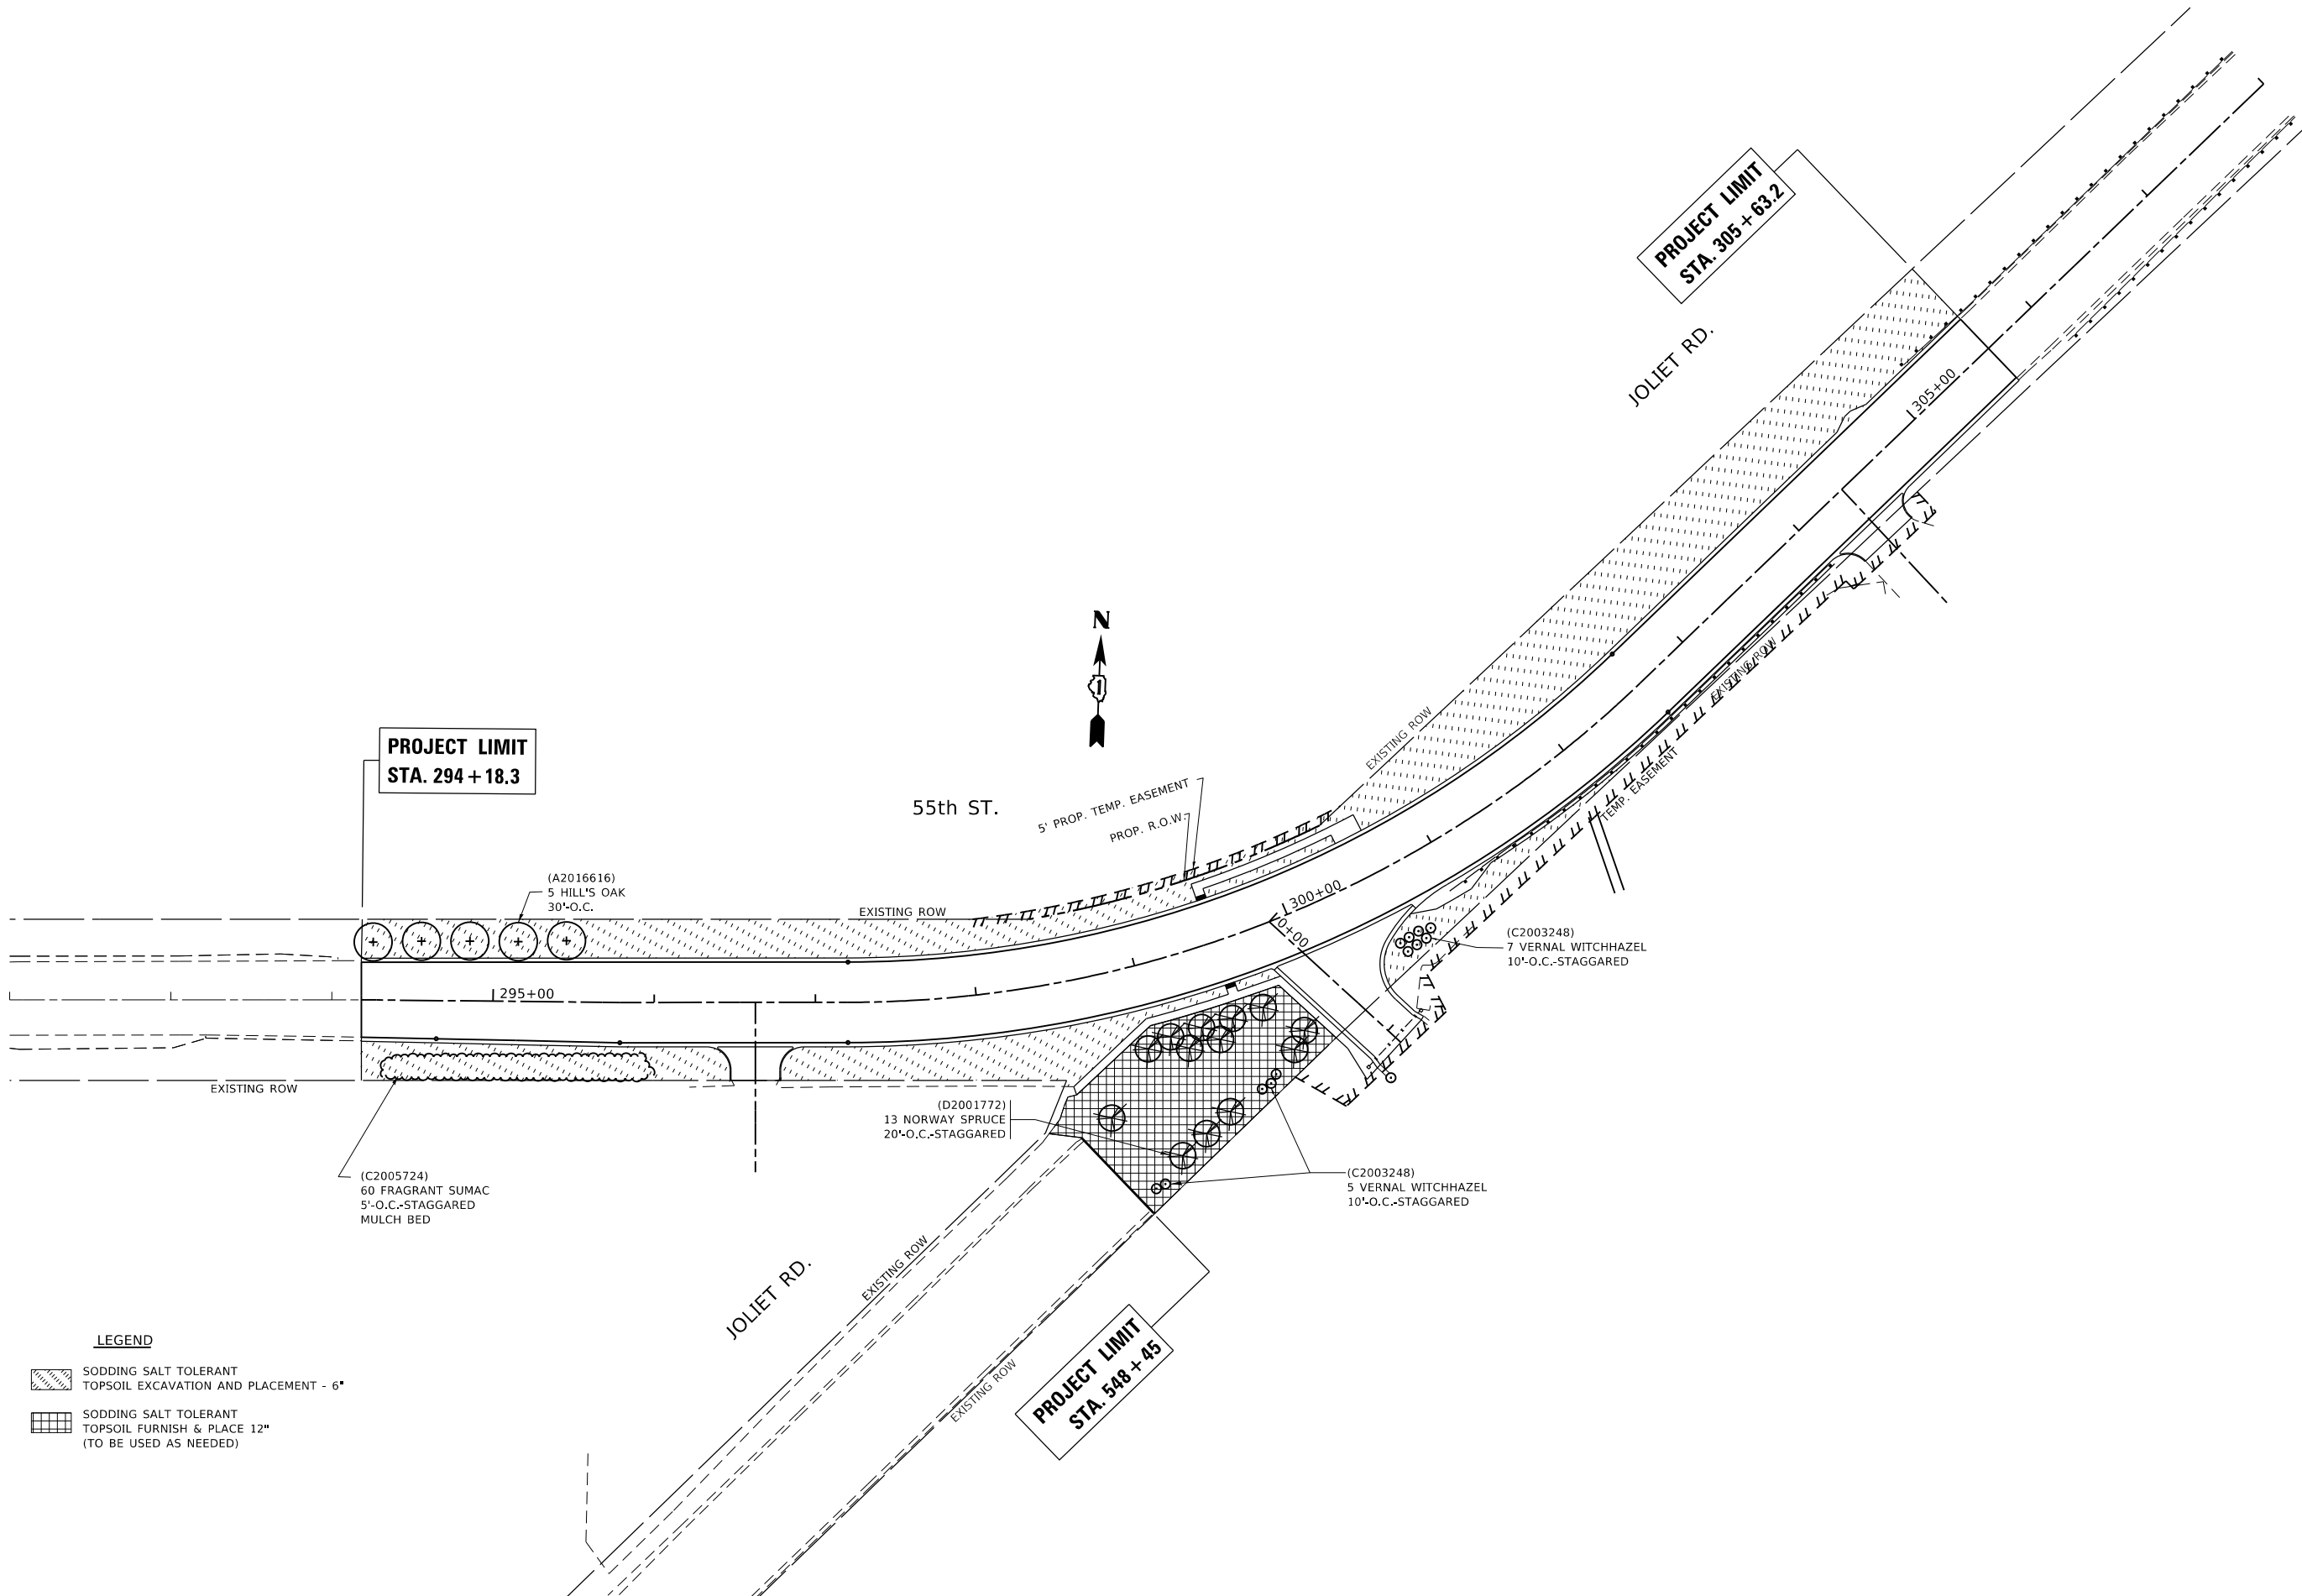 PROJECT LIMIT
STA. 305 + 63.2
JOLIET RD.
305+00
N
1
EXISTING ROW
EXISTING ROW
TEMP. EASEMENT
PROJECT LIMIT
STA. 294 + 18.3
55th ST.
5' PROP. TEMP. EASEMENT
PROP. R.O.W.
(A2016616)
5 HILL'S OAK
30'-O.C.
EXISTING ROW
300+00
0+00
(C2003248)
7 VERNAL WITCHHAZEL
10'-O.C.-STAGGARED
295+00
EXISTING ROW
(D2001772)
13 NORWAY SPRUCE
20'-O.C.-STAGGARED
(C2005724)
60 FRAGRANT SUMAC
5'-O.C.-STAGGARED
MULCH BED
(C2003248)
5 VERNAL WITCHHAZEL
10'-O.C.-STAGGARED
JOLIET RD.
EXISTING ROW
EXISTING ROW
PROJECT LIMIT
STA. 548 + 45
LEGEND
SODDING SALT TOLERANT
TOPSOIL EXCAVATION AND PLACEMENT - 6"
SODDING SALT TOLERANT
TOPSOIL FURNISH & PLACE 12"
(TO BE USED AS NEEDED)